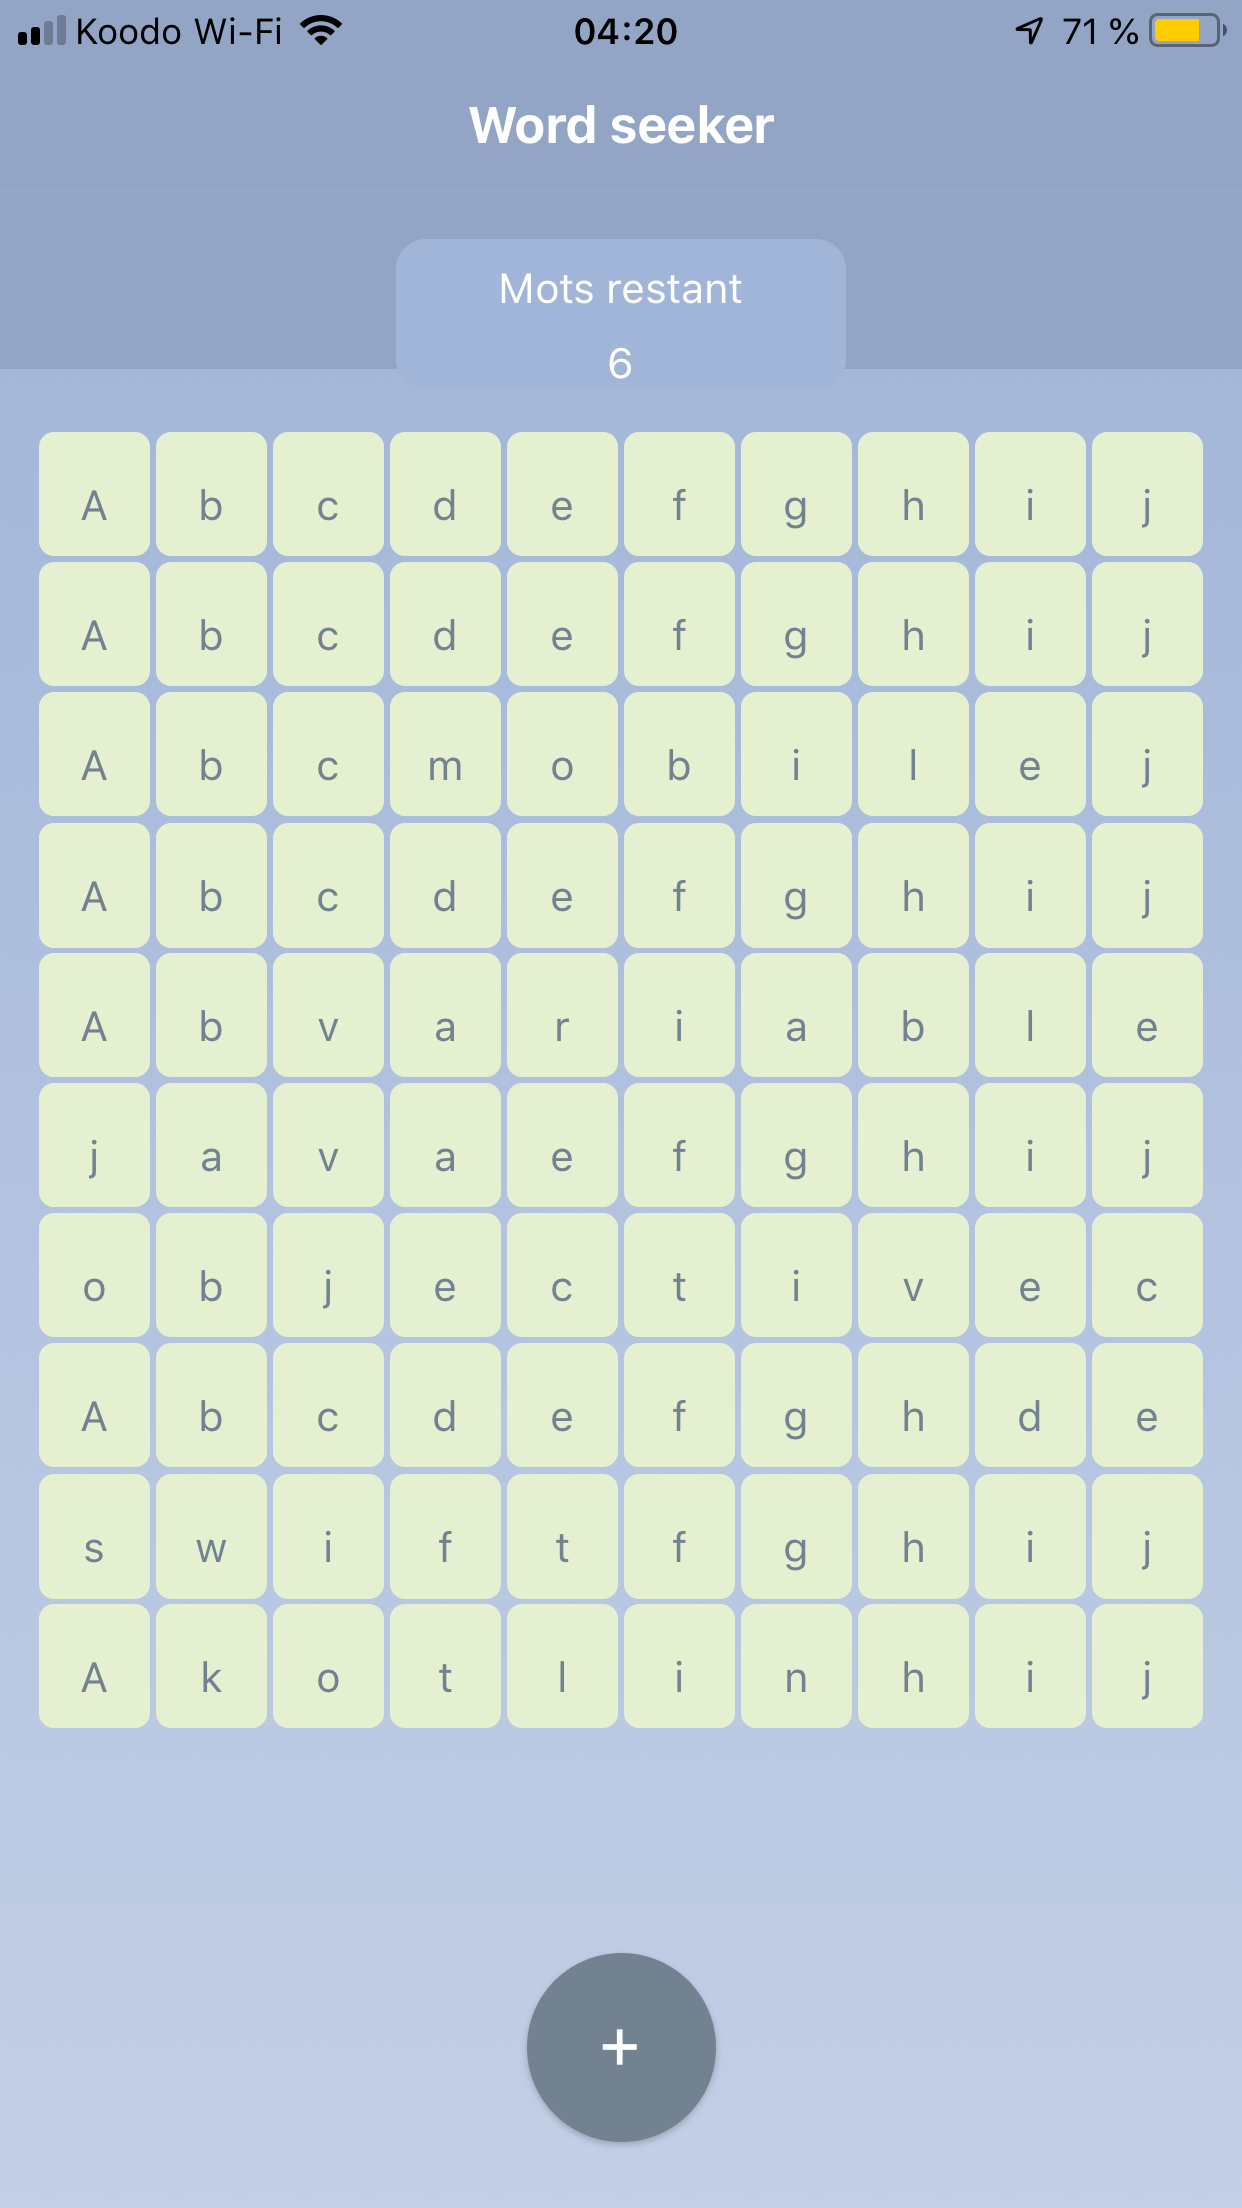 Koodo Wi-Fi 04:20 71 %
Word seeker
Mots restant
6
A b c d e f g h i j
A b c d e f g h i j
A b c m o b i l e j
A b c d e f g h i j
A b v a r i a b l e
j a v a e f g h i j
o b j e c t i v e c
A b c d e f g h d e
s w i f t f g h i j
A k o t l i n h i j
+